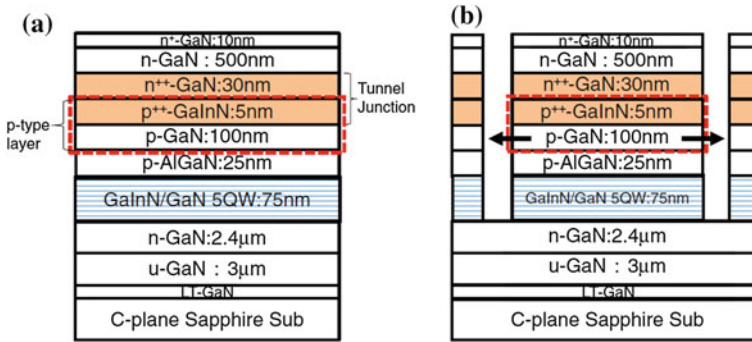 (a)
n⁺-GaN:10nm
n-GaN : 500nm
n⁺⁺-GaN:30nm
p⁺⁺-GaInN:5nm
p-GaN:100nm
p-AlGaN:25nm
GaInN/GaN 5QW:75nm
n-GaN:2.4μm
u-GaN : 3μm
LT-GaN
C-plane Sapphire Sub
p-type
layer
Tunnel
Junction
(b)
n⁺-GaN:10nm
n-GaN : 500nm
n⁺⁺-GaN:30nm
p⁺⁺-GaInN:5nm
p-GaN:100nm
p-AlGaN:25nm
GaInN/GaN 5QW:75nm
n-GaN:2.4μm
u-GaN : 3μm
LT-GaN
C-plane Sapphire Sub